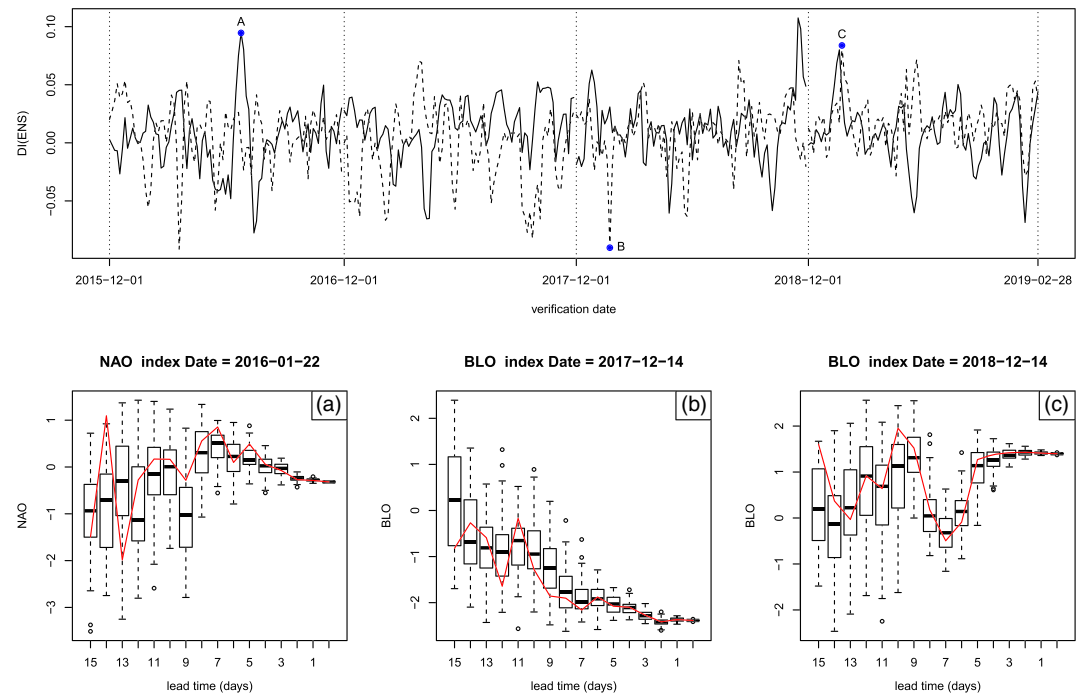 0.10
0.05
0.00
−0.05
DI(ENS)
A
B
C
2015−12−01
2016−12−01
2017−12−01
2018−12−01
2019−02−28
verification date
NAO index Date = 2016−01−22
(a)
1
0
−1
−2
−3
NAO
15
13
11
9
7
5
3
1
lead time (days)
BLO index Date = 2017−12−14
(b)
2
1
0
−1
−2
BLO
15
13
11
9
7
5
3
1
lead time (days)
BLO index Date = 2018−12−14
(c)
2
1
0
−1
−2
BLO
15
13
11
9
7
5
3
1
lead time (days)